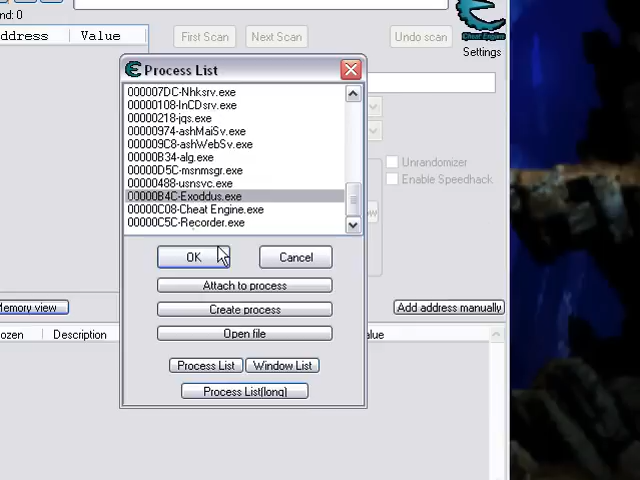 nd: 0
ddress
Value
First Scan
Next Scan
Undo scan
Cheat Engine
Settings
Process List
000007DC-Nhksrv.exe
00000108-InCDsrv.exe
00000218-jqs.exe
00000974-ashMaiSv.exe
000009C8-ashWebSv.exe
00000B34-alg.exe
00000D5C-msnmsgr.exe
00000488-usnsvc.exe
00000B4C-Exoddus.exe
00000C08-Cheat Engine.exe
00000C5C-Recorder.exe
Unrandomizer
Enable Speedhack
OK
Cancel
Attach to process
Create process
Open file
Process List
Window List
Process List(long)
Memory view
Add address manually
ozen
Description
alue